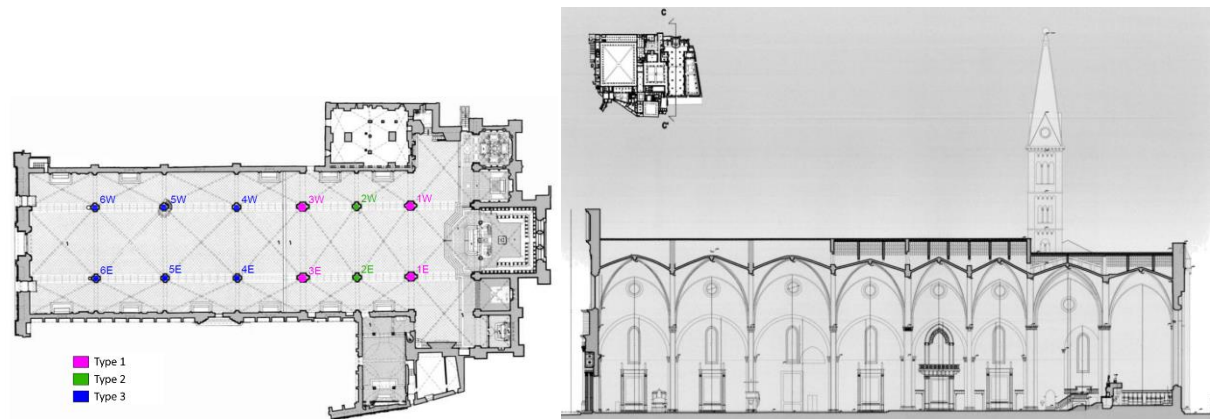 6W 5W 4W 3W 2W 1W
6E 5E 4E 3E 2E 1E
Type 1
Type 2
Type 3
C
C'